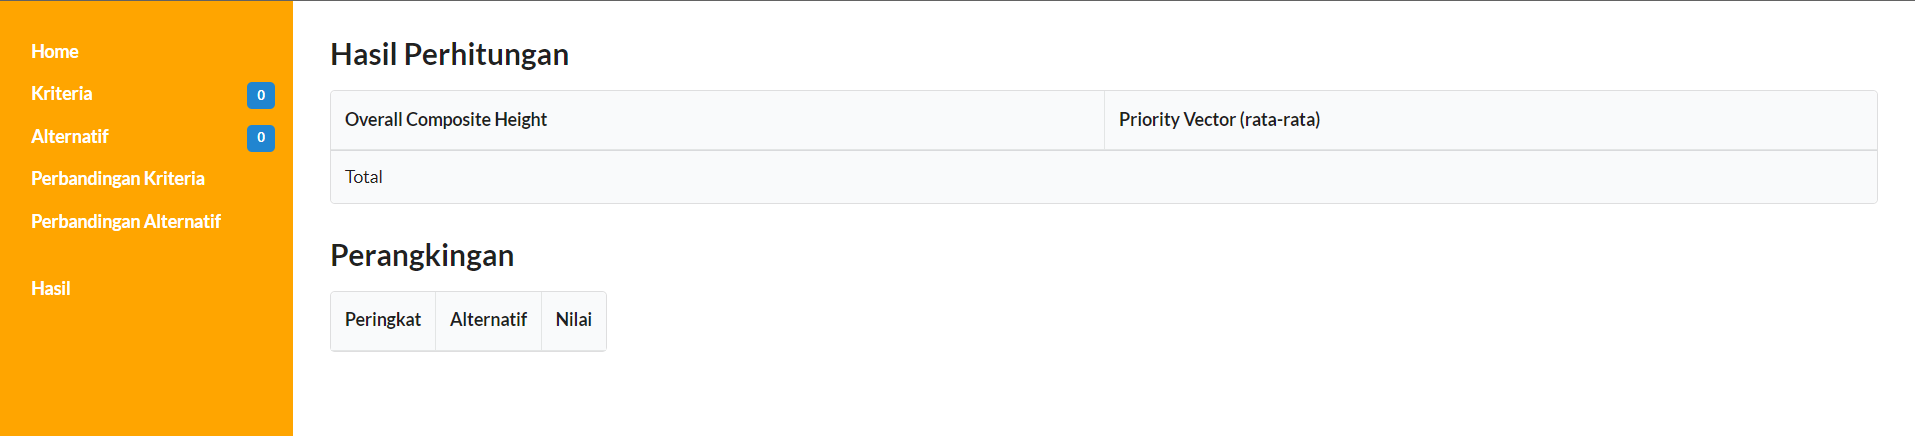 Home
Kriteria 0
Alternatif 0
Perbandingan Kriteria
Perbandingan Alternatif
Hasil
Hasil Perhitungan
Overall Composite Height Priority Vector (rata-rata)
Total
Perangkingan
Peringkat Alternatif Nilai